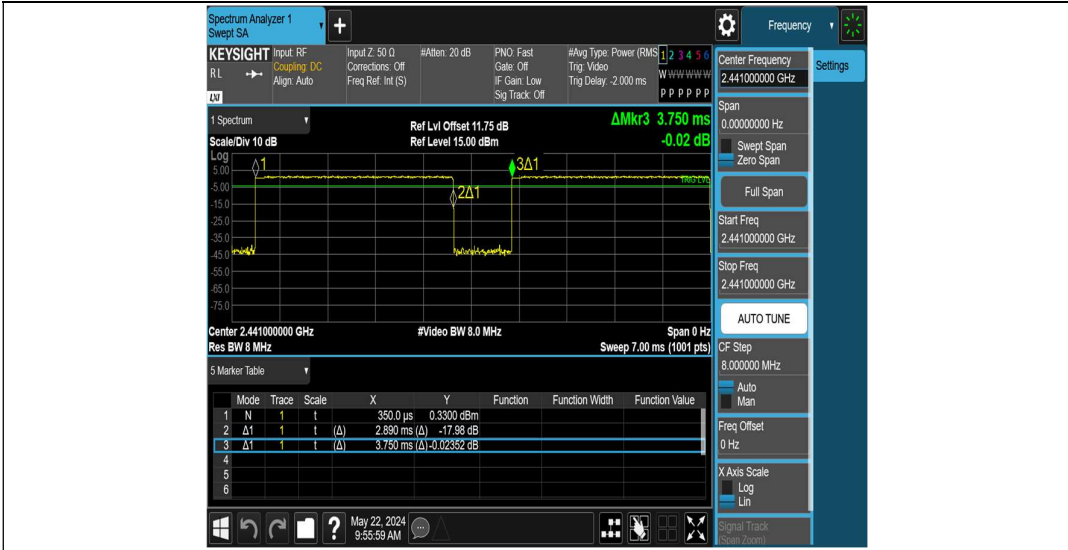 Spectrum Analyzer 1
Swept SA
Frequency
KEYSIGHT
RL
LXI
Input: RF
Coupling: DC
Align: Auto
Input Z: 50 Ω
Corrections: Off
Freq Ref: Int (S)
#Atten: 20 dB
PNO: Fast
Gate: Off
IF Gain: Low
Sig Track: Off
#Avg Type: Power (RMS
Trig: Video
Trig Delay: -2.000 ms
1 2 3 4 5 6
W W W W W W
P P P P P P
1 Spectrum
Scale/Div 10 dB
Ref Lvl Offset 11.75 dB
Ref Level 15.00 dBm
ΔMkr3 3.750 ms
-0.02 dB
Log
5.00
-5.00
-15.0
-25.0
-35.0
-45.0
-55.0
-65.0
-75.0
1
2Δ1
3Δ1
TRIG LVL
Center 2.441000000 GHz
#Video BW 8.0 MHz
Span 0 Hz
Res BW 8 MHz
Sweep 7.00 ms (1001 pts)
5 Marker Table
Mode Trace Scale X Y Function Function Width Function Value
1 N 1 t 350.0 µs 0.3300 dBm
2 Δ1 1 t (Δ) 2.890 ms (Δ) -17.98 dB
3 Δ1 1 t (Δ) 3.750 ms (Δ) -0.02352 dB
4
5
6
May 22, 2024
9:55:59 AM
Center Frequency
2.441000000 GHz
Settings
Span
0.00000000 Hz
Swept Span
Zero Span
Full Span
Start Freq
2.441000000 GHz
Stop Freq
2.441000000 GHz
AUTO TUNE
CF Step
8.000000 MHz
Auto
Man
Freq Offset
0 Hz
X Axis Scale
Log
Lin
Signal Track
(Span Zoom)